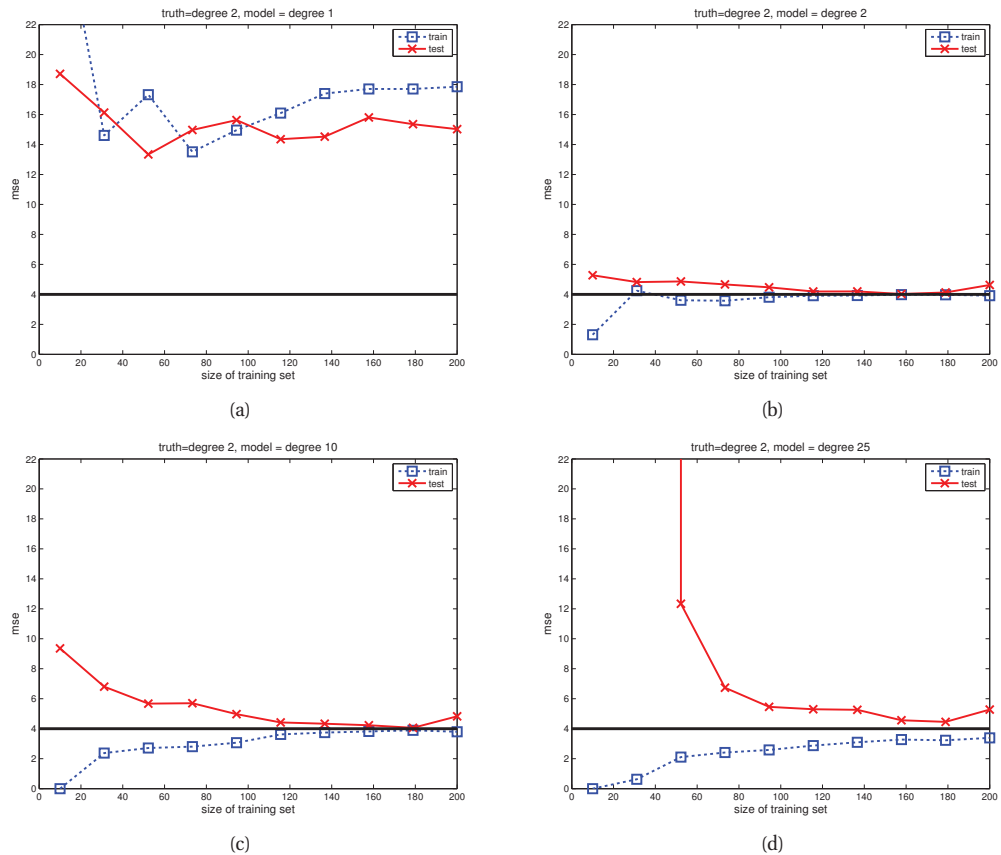 truth=degree 2, model = degree 1
22
20
18
16
14
12
10
8
6
4
2
0
mse
train
test
0 20 40 60 80 100 120 140 160 180 200
size of training set
(a)
truth=degree 2, model = degree 2
22
20
18
16
14
12
10
8
6
4
2
0
mse
train
test
0 20 40 60 80 100 120 140 160 180 200
size of training set
(b)
truth=degree 2, model = degree 10
22
20
18
16
14
12
10
8
6
4
2
0
mse
train
test
0 20 40 60 80 100 120 140 160 180 200
size of training set
(c)
truth=degree 2, model = degree 25
22
20
18
16
14
12
10
8
6
4
2
0
mse
train
test
0 20 40 60 80 100 120 140 160 180 200
size of training set
(d)